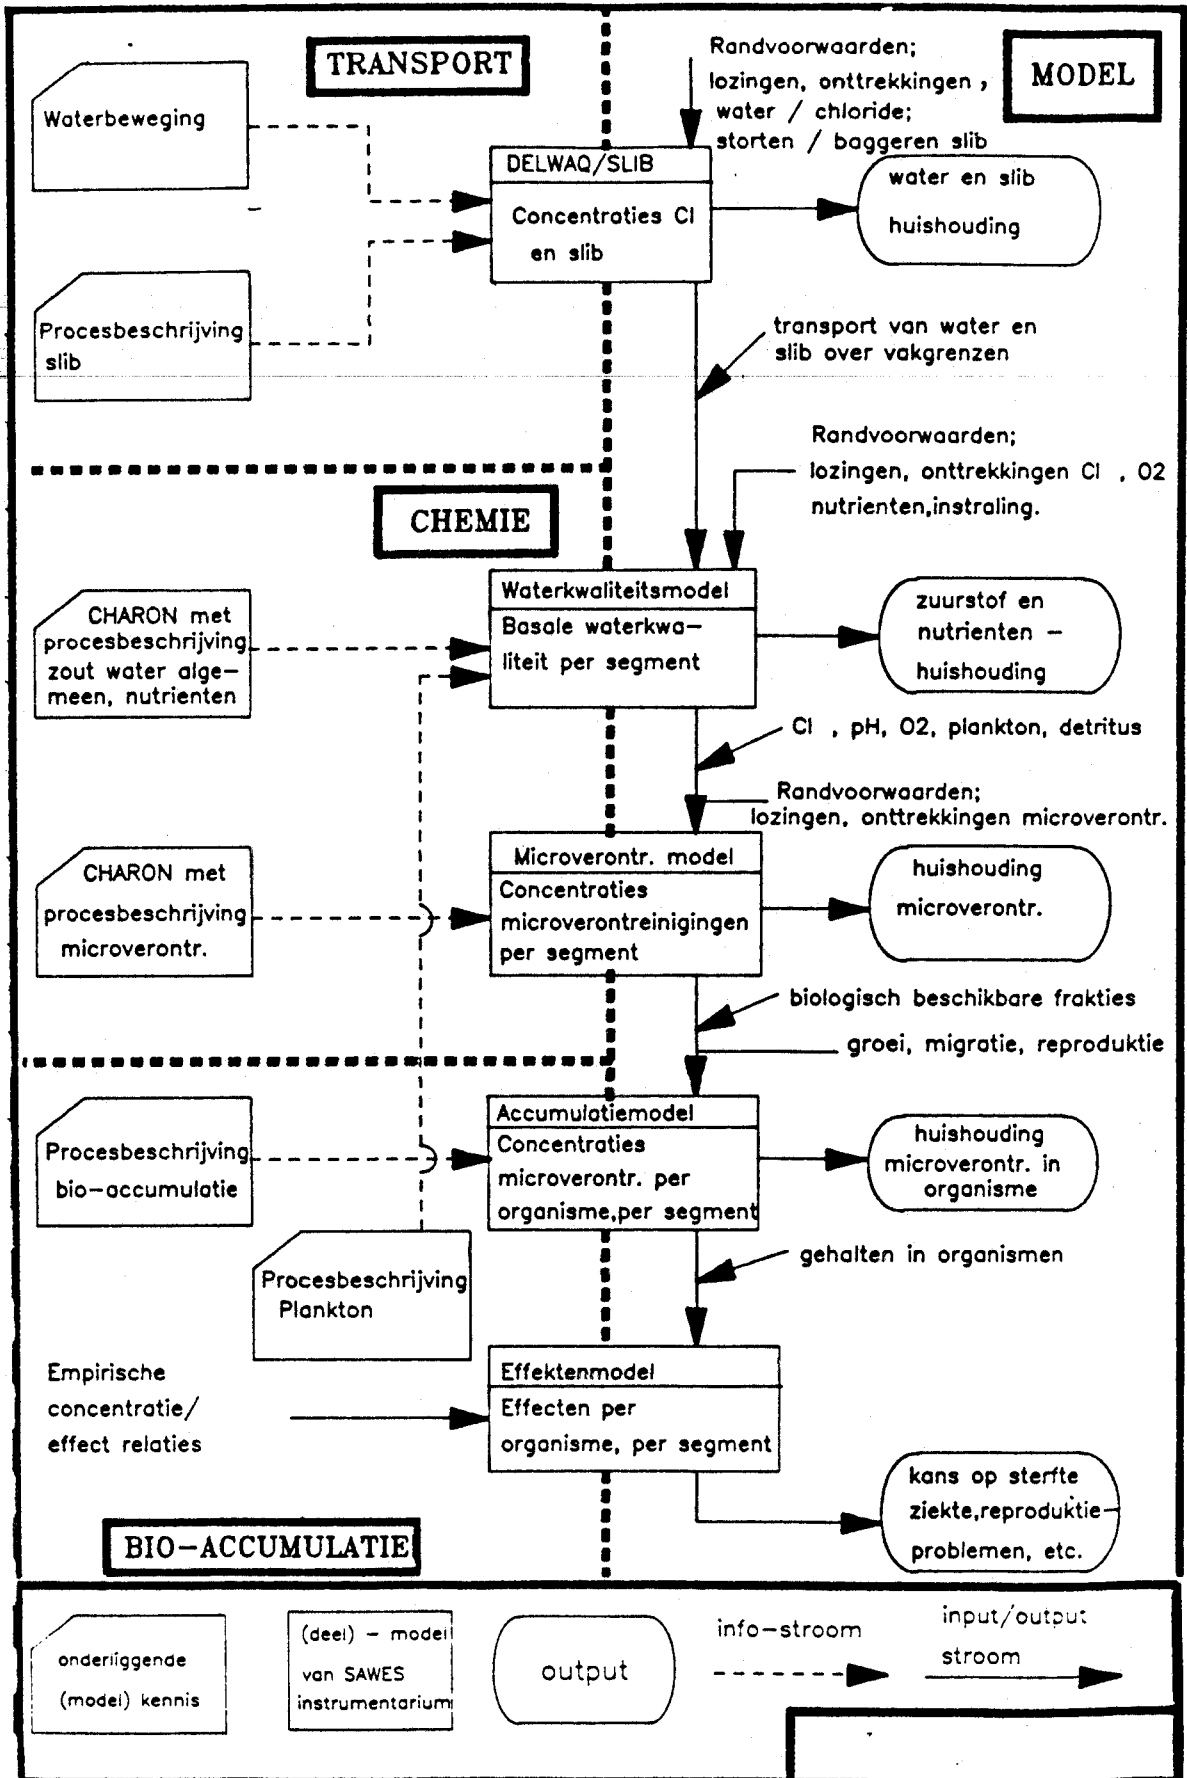 TRANSPORT
MODEL
Randvoorwaarden;
lozingen, onttrekkingen ,
water / chloride;
storten / baggeren slib
Waterbeweging
DELWAQ/SLIB
Concentraties Cl
en slib
water en slib
huishouding
Procesbeschrijving
slib
transport van water en
slib over vakgrenzen
Randvoorwaarden;
lozingen, onttrekkingen Cl , O2
nutrienten,instraling.
CHEMIE
CHARON met
procesbeschrijving
zout water alge-
meen, nutrienten
Waterkwaliteitsmodel
Basale waterkwa-
liteit per segment
zuurstof en
nutrienten -
huishouding
Cl , pH, O2, plankton, detritus
Randvoorwaarden;
lozingen, onttrekkingen microverontr.
CHARON met
procesbeschrijving
microverontr.
Microverontr. model
Concentraties
microverontreinigingen
per segment
huishouding
microverontr.
biologisch beschikbare frakties
groei, migratie, reproduktie
Procesbeschrijving
bio-accumulatie
Accumulatiemodel
Concentraties
microverontr. per
organisme,per segment
huishouding
microverontr. in
organisme
gehalten in organismen
Procesbeschrijving
Plankton
Empirische
concentratie/
effect relaties
Effektenmodel
Effecten per
organisme, per segment
kans op sterfte
ziekte,reproduktie-
problemen, etc.
BIO-ACCUMULATIE
onderliggende
(model) kennis
(deel) - model
van SAWES
instrumentarium
output
info-stroom
input/output
stroom